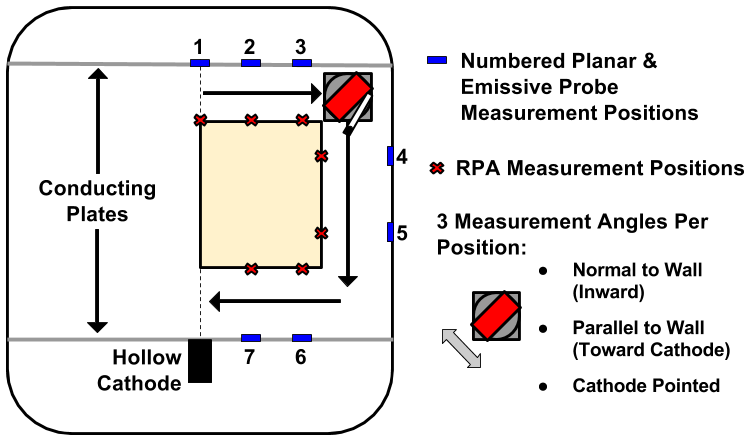 1 2 3
4
5
6
7
Conducting
Plates
Hollow
Cathode
Numbered Planar &
Emissive Probe
Measurement Positions
RPA Measurement Positions
3 Measurement Angles Per
Position:
● Normal to Wall
(Inward)
● Parallel to Wall
(Toward Cathode)
● Cathode Pointed